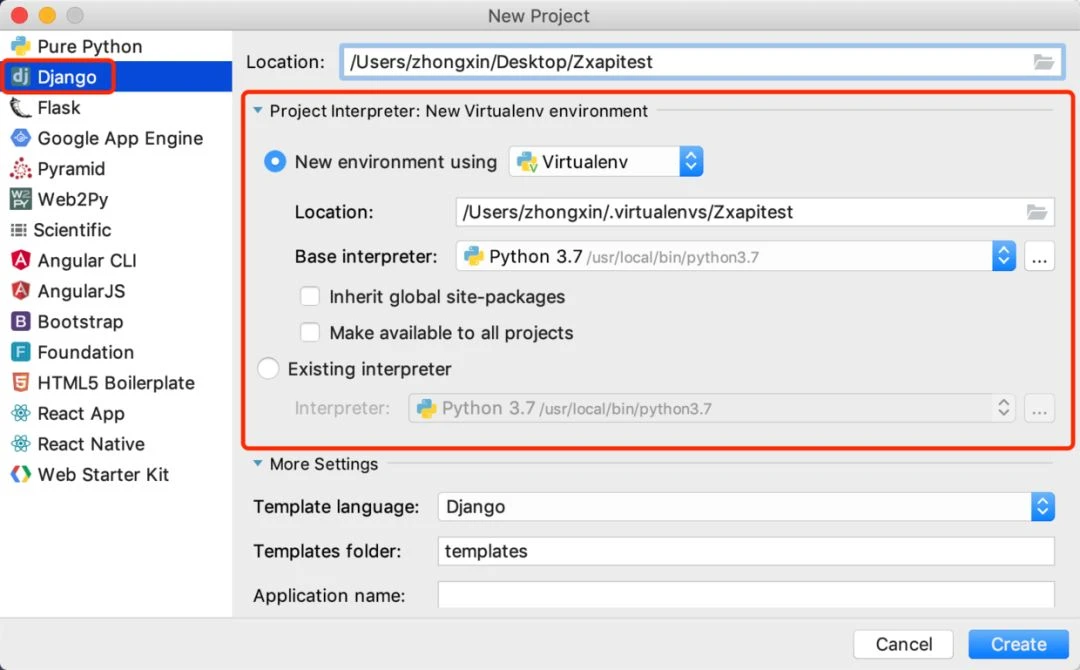 New Project
Pure Python
dj Django
Flask
Google App Engine
Pyramid
W2 PY Web2Py
Scientific
Angular CLI
AngularJS
B Bootstrap
F Foundation
HTML5 Boilerplate
React App
React Native
Web Starter Kit
Location: /Users/zhongxin/Desktop/Zxapitest
Project Interpreter: New Virtualenv environment
New environment using Virtualenv
Location: /Users/zhongxin/.virtualenvs/Zxapitest
Base interpreter: Python 3.7 /usr/local/bin/python3.7 ...
Inherit global site-packages
Make available to all projects
Existing interpreter
Interpreter: Python 3.7 /usr/local/bin/python3.7 ...
More Settings
Template language: Django
Templates folder: templates
Application name:
Cancel Create